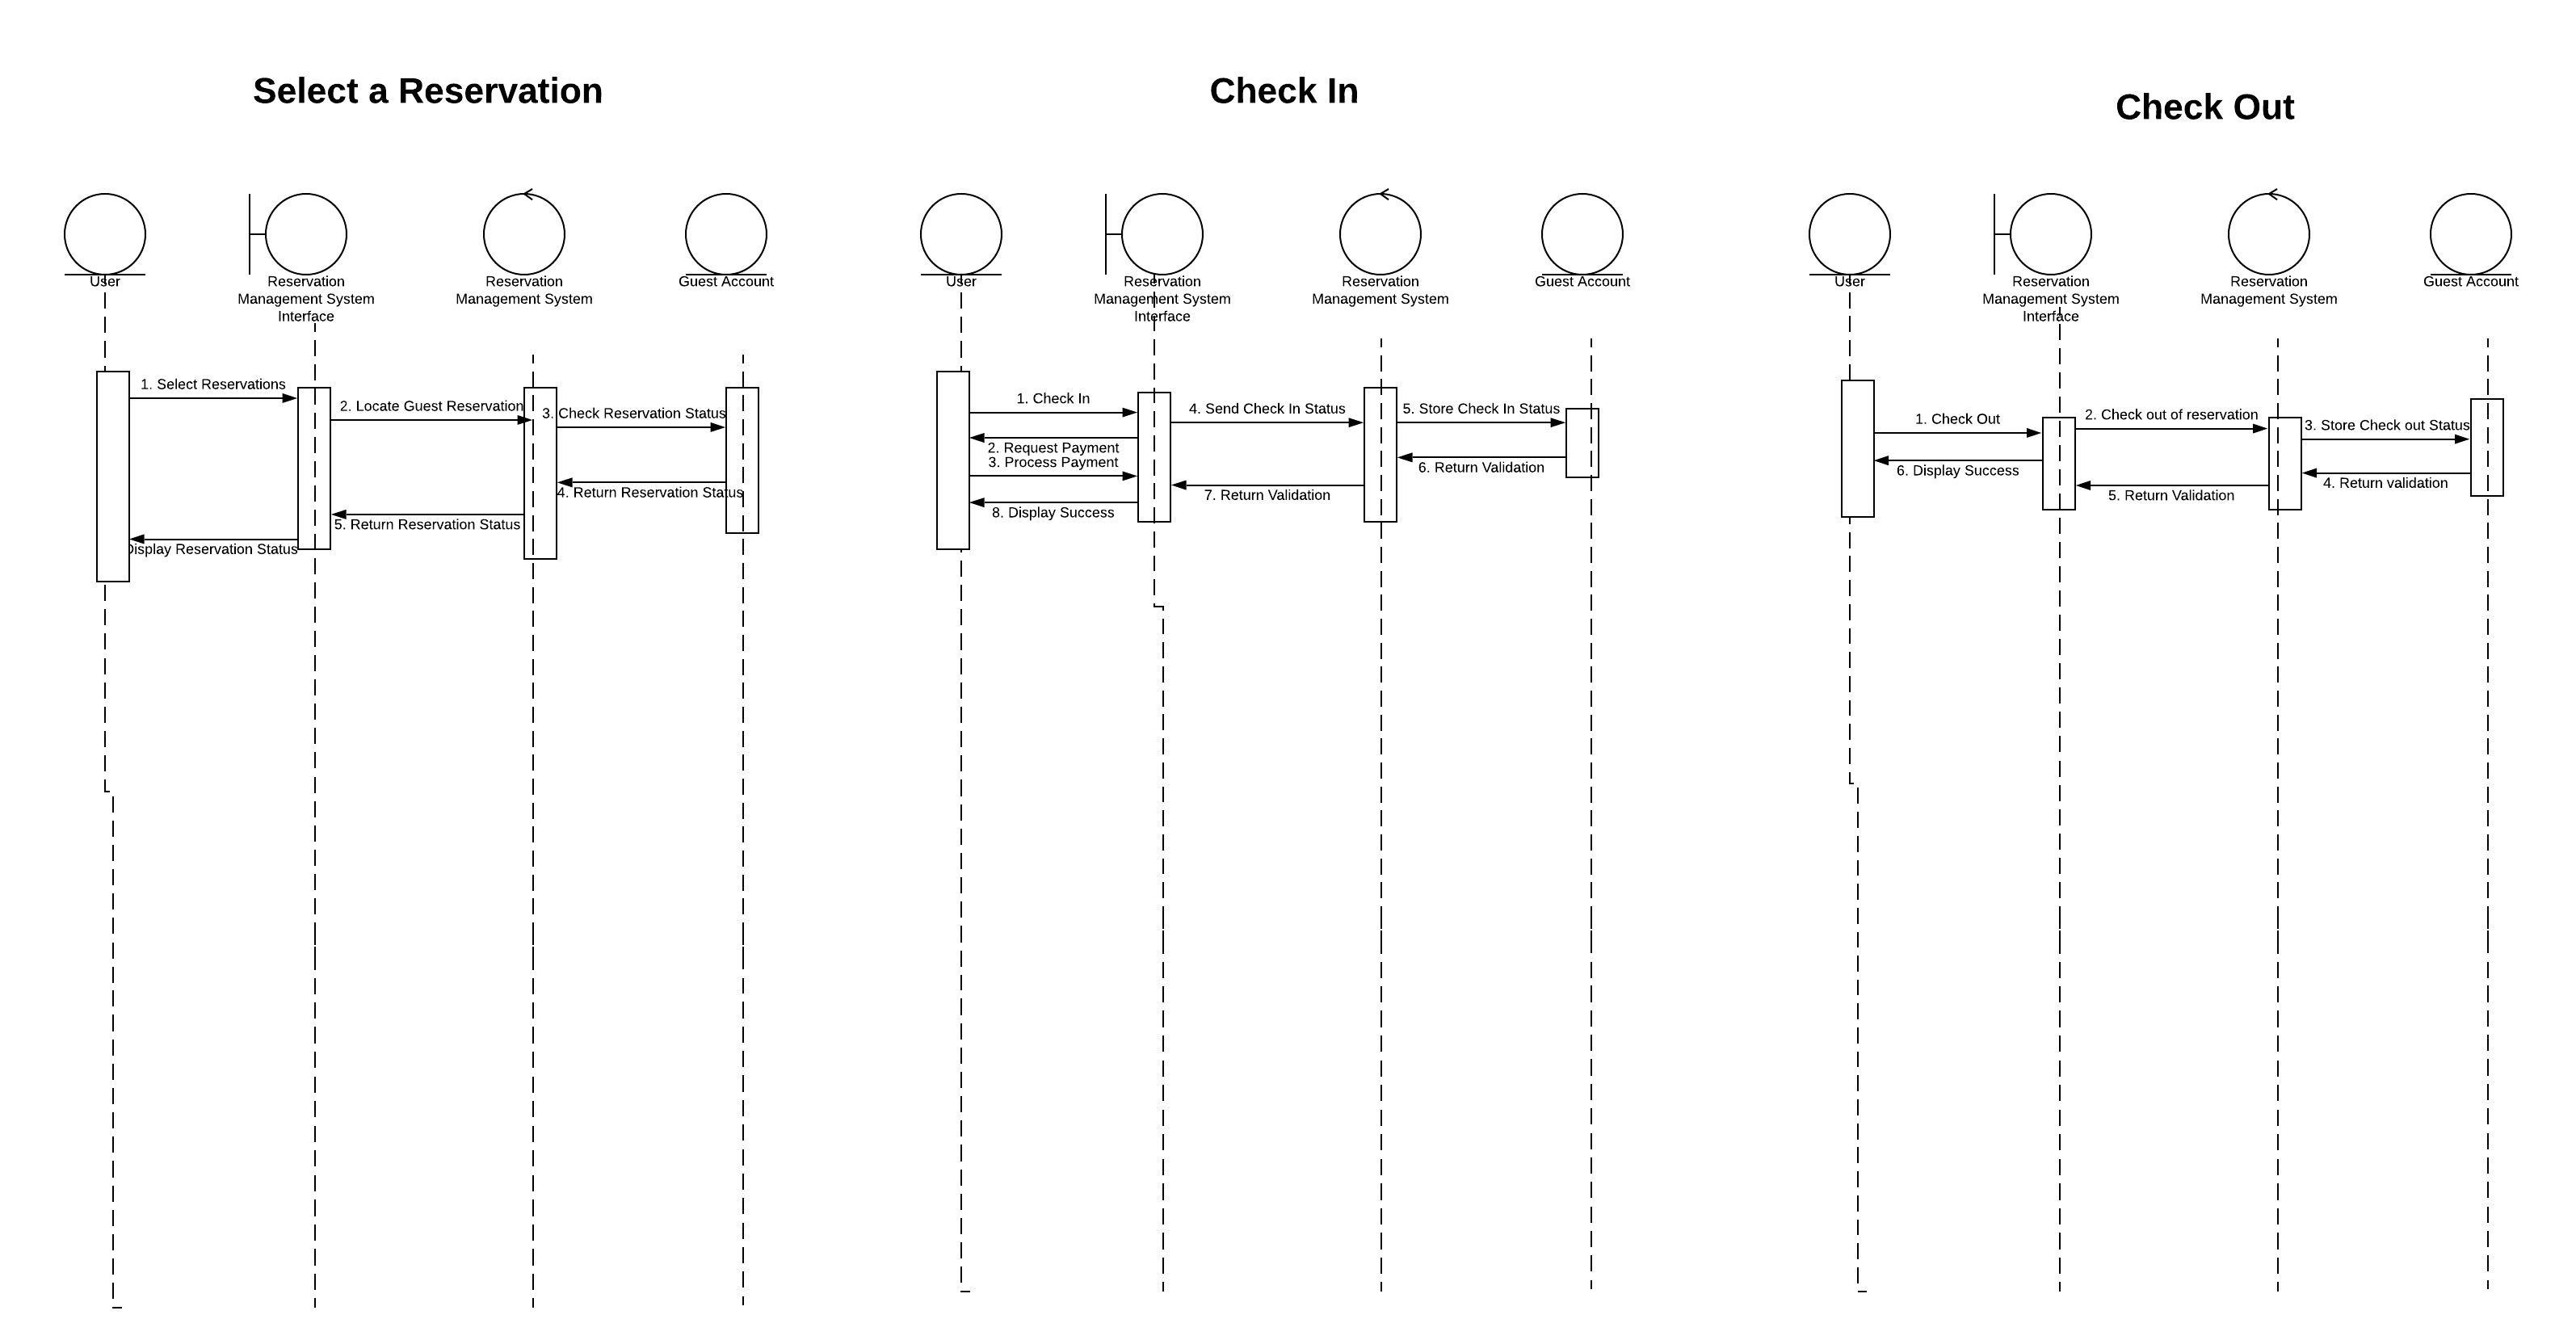 Select a Reservation
User
Reservation
Management System
Interface
Reservation
Management System
Guest Account
1. Select Reservations
2. Locate Guest Reservation
3. Check Reservation Status
4. Return Reservation Status
5. Return Reservation Status
Display Reservation Status
Check In
User
Reservation
Management System
Interface
Reservation
Management System
Guest Account
1. Check In
4. Send Check In Status
5. Store Check In Status
2. Request Payment
3. Process Payment
6. Return Validation
7. Return Validation
8. Display Success
Check Out
User
Reservation
Management System
Interface
Reservation
Management System
Guest Account
1. Check Out
2. Check out of reservation
3. Store Check out Status
6. Display Success
4. Return validation
5. Return Validation